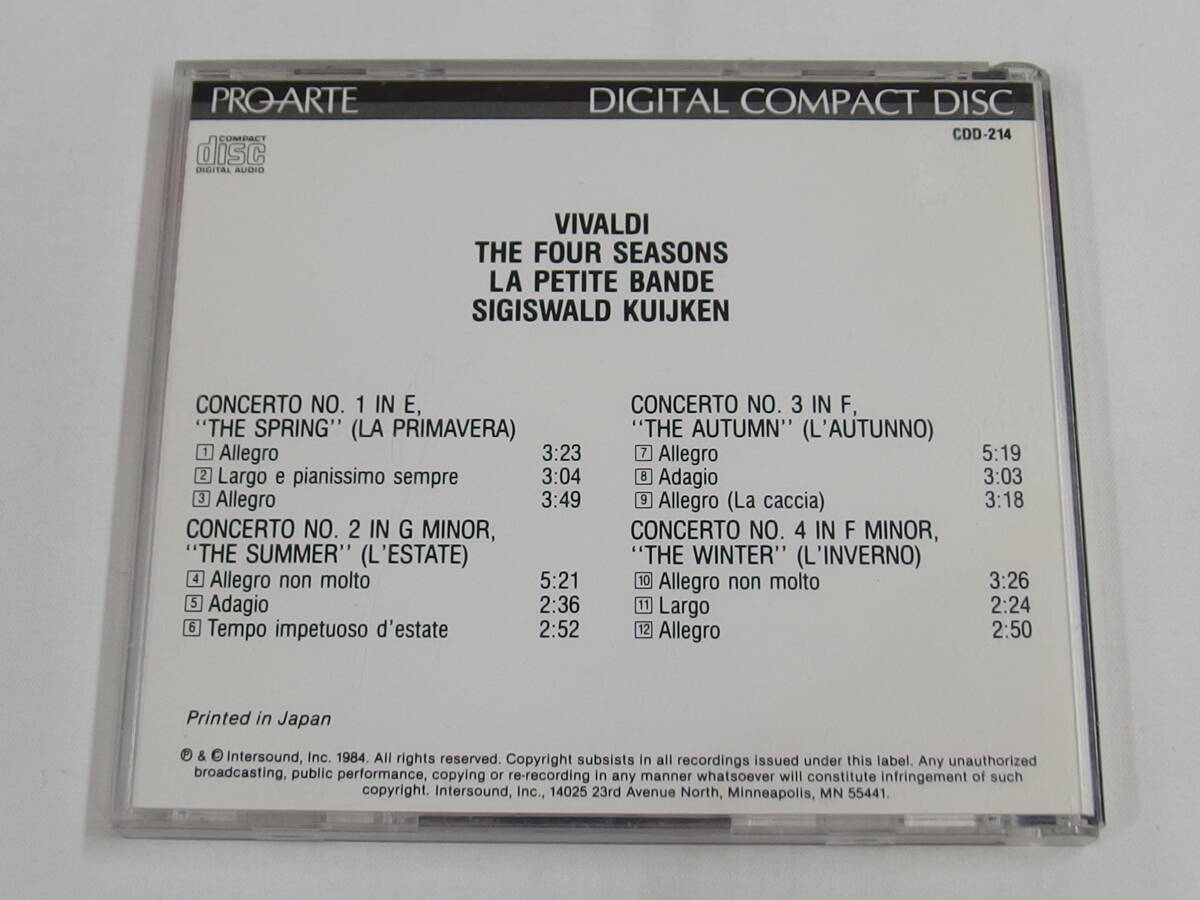 PRO-ARTE
DIGITAL COMPACT DISC
CDD-214
COMPACT
disc
DIGITAL AUDIO
VIVALDI
THE FOUR SEASONS
LA PETITE BANDE
SIGISWALD KUIJKEN
CONCERTO NO. 1 IN E,
"THE SPRING" (LA PRIMAVERA)
1 Allegro 3:23
2 Largo e pianissimo sempre 3:04
3 Allegro 3:49
CONCERTO NO. 2 IN G MINOR,
"THE SUMMER" (L'ESTATE)
4 Allegro non molto 5:21
5 Adagio 2:36
6 Tempo impetuoso d'estate 2:52
CONCERTO NO. 3 IN F,
"THE AUTUMN" (L'AUTUNNO)
7 Allegro 5:19
8 Adagio 3:03
9 Allegro (La caccia) 3:18
CONCERTO NO. 4 IN F MINOR,
"THE WINTER" (L'INVERNO)
10 Allegro non molto 3:26
11 Largo 2:24
12 Allegro 2:50
Printed in Japan
℗ & © Intersound, Inc. 1984. All rights reserved. Copyright subsists in all recordings issued under this label. Any unauthorized
broadcasting, public performance, copying or re-recording in any manner whatsoever will constitute infringement of such
copyright. Intersound, Inc., 14025 23rd Avenue North, Minneapolis, MN 55441.